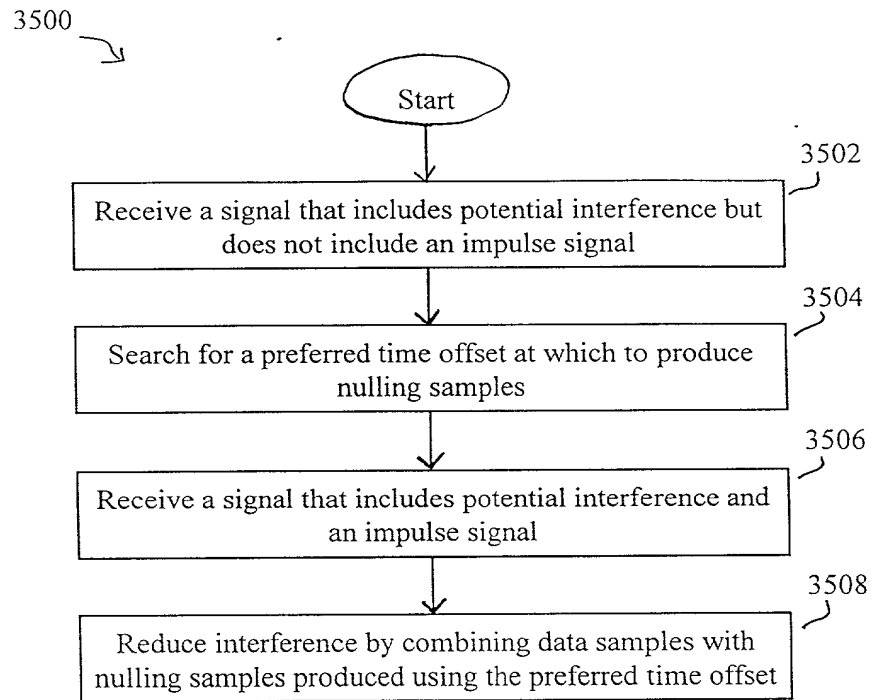 3500
Start
3502
Receive a signal that includes potential interference but
does not include an impulse signal
3504
Search for a preferred time offset at which to produce
nulling samples
3506
Receive a signal that includes potential interference and
an impulse signal
3508
Reduce interference by combining data samples with
nulling samples produced using the preferred time offset